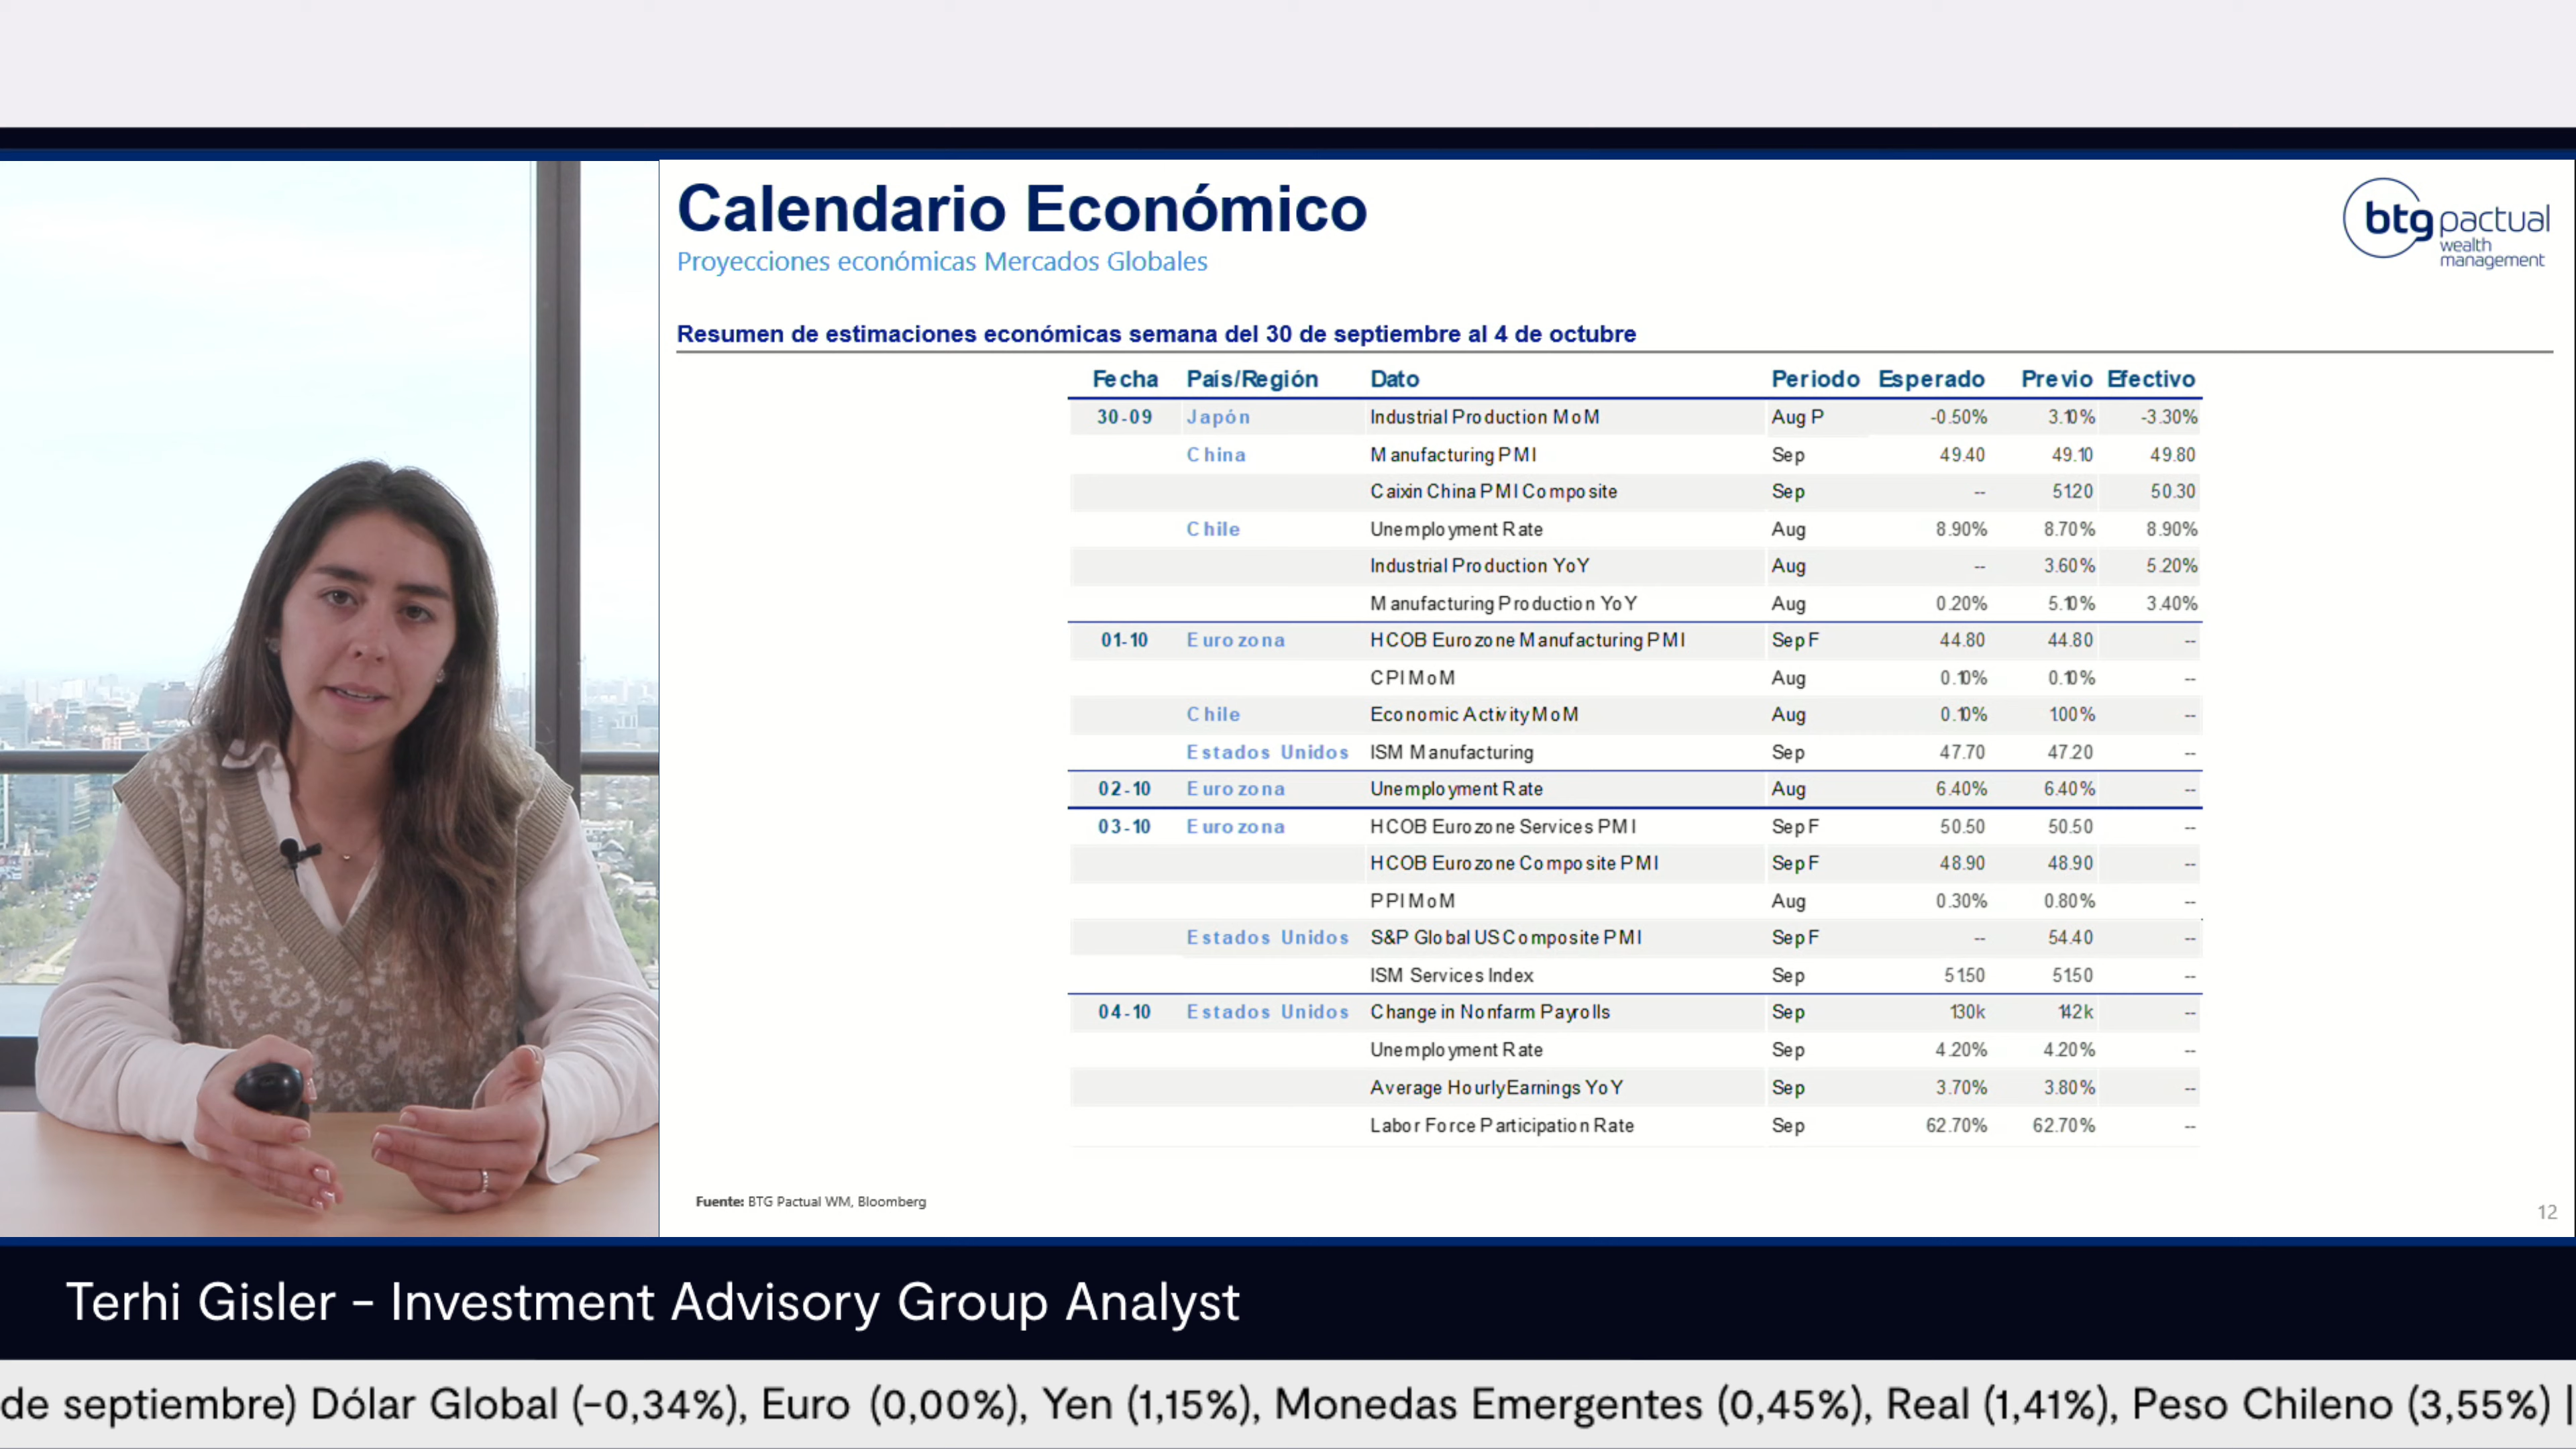 Calendario Económico
Proyecciones económicas Mercados Globales
btg pactual
wealth
management
Resumen de estimaciones económicas semana del 30 de septiembre al 4 de octubre
Fecha País/Región Dato Periodo Esperado Previo Efectivo
30-09 Japón Industrial Production MoM Aug P -0.50% 3.10% -3.30%
China Manufacturing PMI Sep 49.40 49.10 49.80
Caixin China PMI Composite Sep -- 51.20 50.30
Chile Unemployment Rate Aug 8.90% 8.70% 8.90%
Industrial Production YoY Aug -- 3.60% 5.20%
Manufacturing Production YoY Aug 0.20% 5.10% 3.40%
01-10 Eurozona HCOB Eurozone Manufacturing PMI Sep F 44.80 44.80 --
CPI MoM Aug 0.10% 0.10% --
Chile Economic Activity MoM Aug 0.10% 1.00% --
Estados Unidos ISM Manufacturing Sep 47.70 47.20 --
02-10 Eurozona Unemployment Rate Aug 6.40% 6.40% --
03-10 Eurozona HCOB Eurozone Services PMI Sep F 50.50 50.50 --
HCOB Eurozone Composite PMI Sep F 48.90 48.90 --
PPI MoM Aug 0.30% 0.80% --
Estados Unidos S&P Global US Composite PMI Sep F -- 54.40 --
ISM Services Index Sep 51.50 51.50 --
04-10 Estados Unidos Change in Nonfarm Payrolls Sep 130k 142k --
Unemployment Rate Sep 4.20% 4.20% --
Average Hourly Earnings YoY Sep 3.70% 3.80% --
Labor Force Participation Rate Sep 62.70% 62.70% --
Fuente: BTG Pactual WM, Bloomberg
12
Terhi Gisler - Investment Advisory Group Analyst
de septiembre) Dólar Global (-0,34%), Euro (0,00%), Yen (1,15%), Monedas Emergentes (0,45%), Real (1,41%), Peso Chileno (3,55%) |